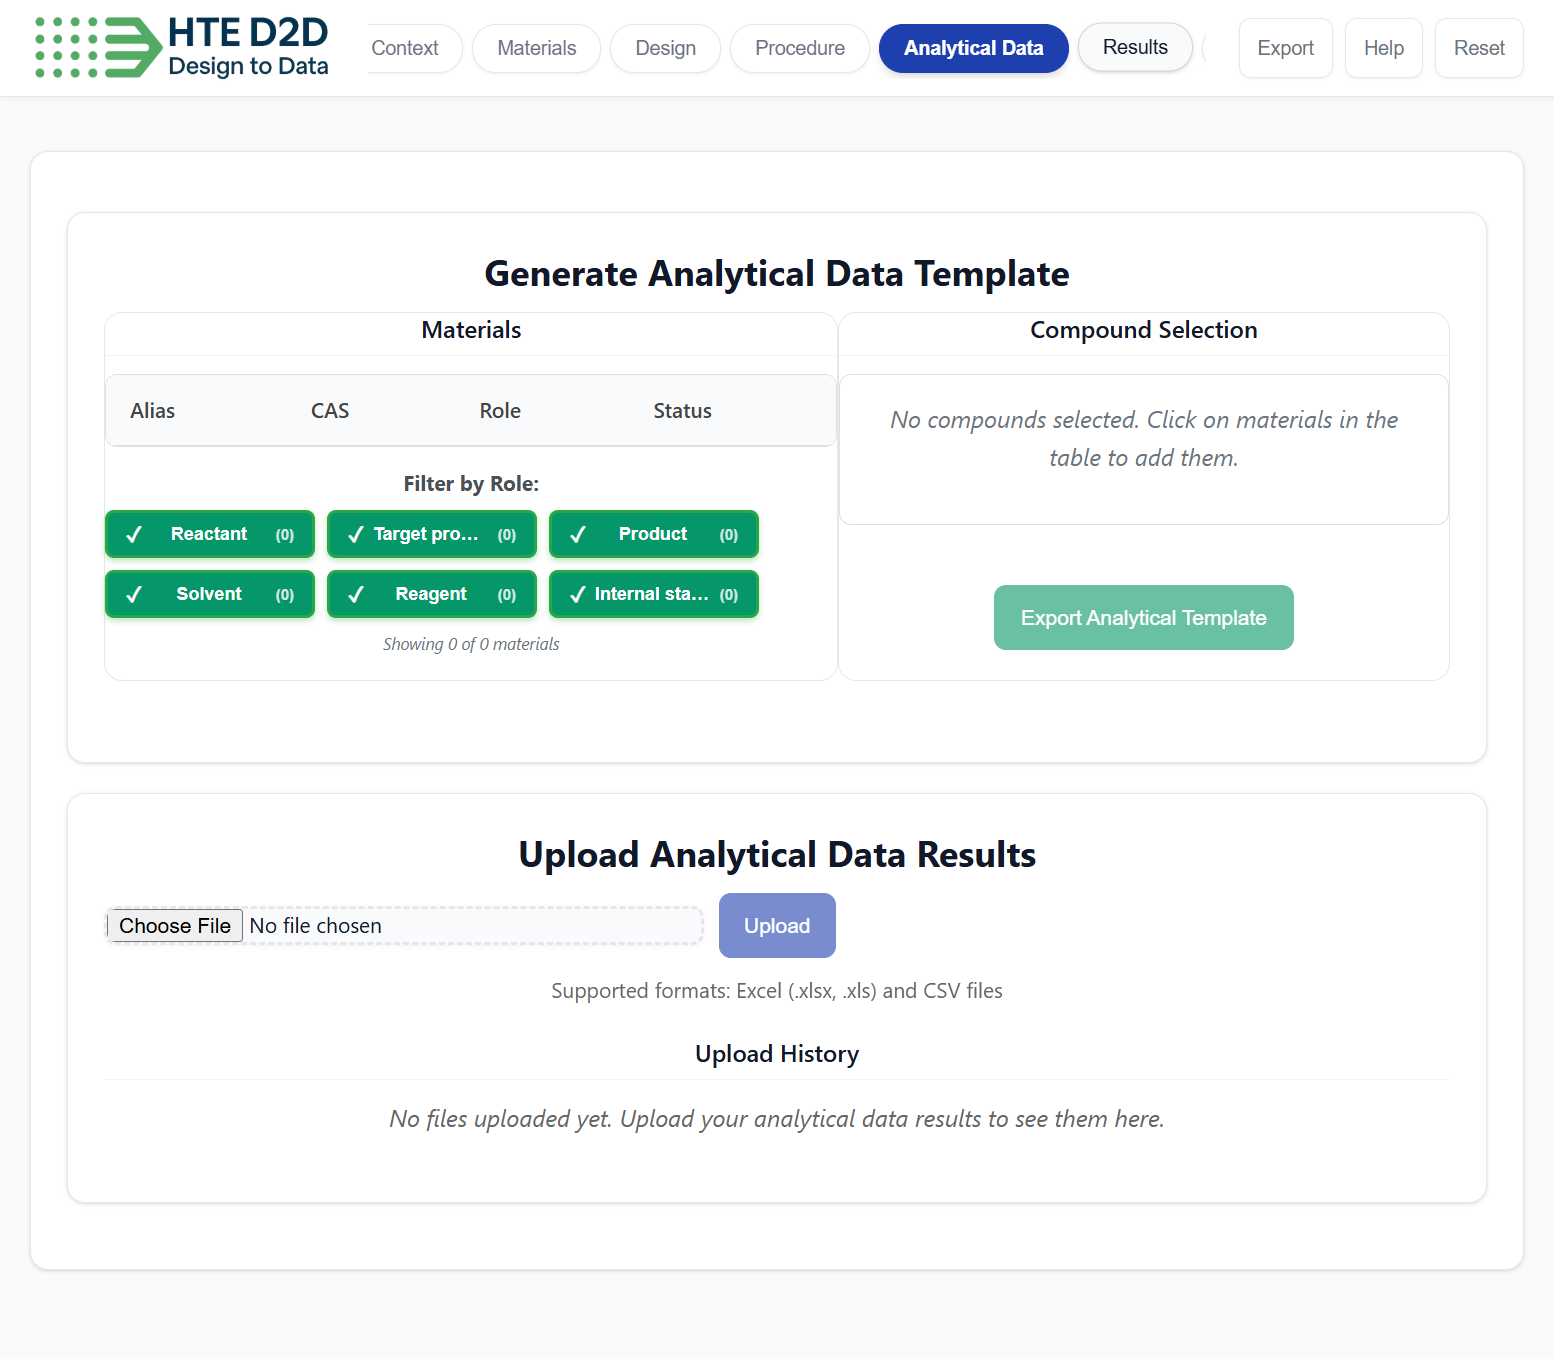 HTE D2D
Design to Data
Context
Materials
Design
Procedure
Analytical Data
Results
Export
Help
Reset
Generate Analytical Data Template
Materials
Alias CAS Role Status
Filter by Role:
✓ Reactant (0)
✓ Target pro... (0)
✓ Product (0)
✓ Solvent (0)
✓ Reagent (0)
✓ Internal sta... (0)
Showing 0 of 0 materials
Compound Selection
No compounds selected. Click on materials in the
table to add them.
Export Analytical Template
Upload Analytical Data Results
Choose File No file chosen
Upload
Supported formats: Excel (.xlsx, .xls) and CSV files
Upload History
No files uploaded yet. Upload your analytical data results to see them here.